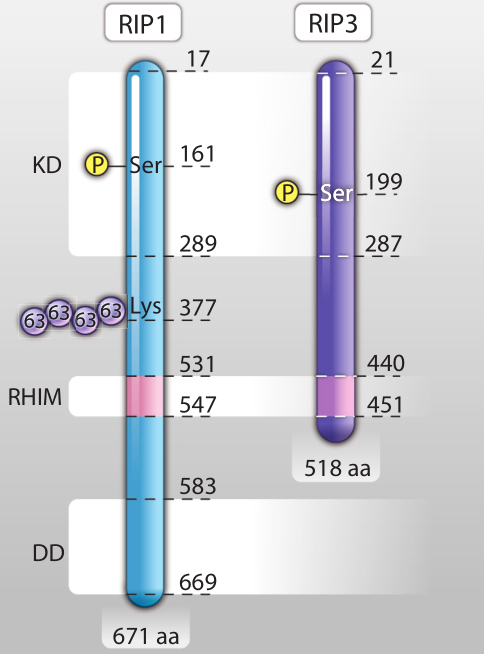 RIP1
RIP3
17
21
KD
P
Ser
161
P
Ser
199
289
287
Lys
63
63
63
63
377
531
440
RHIM
547
451
518 aa
583
DD
669
671 aa